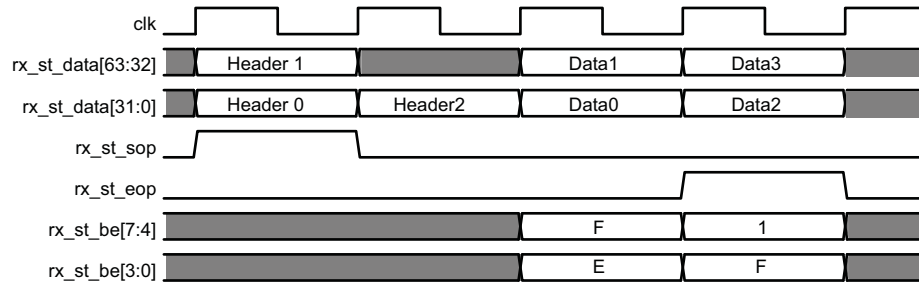 clk
rx_st_data[63:32] Header 1 Data1 Data3
rx_st_data[31:0] Header 0 Header2 Data0 Data2
rx_st_sop
rx_st_eop
rx_st_be[7:4] F 1
rx_st_be[3:0] E F